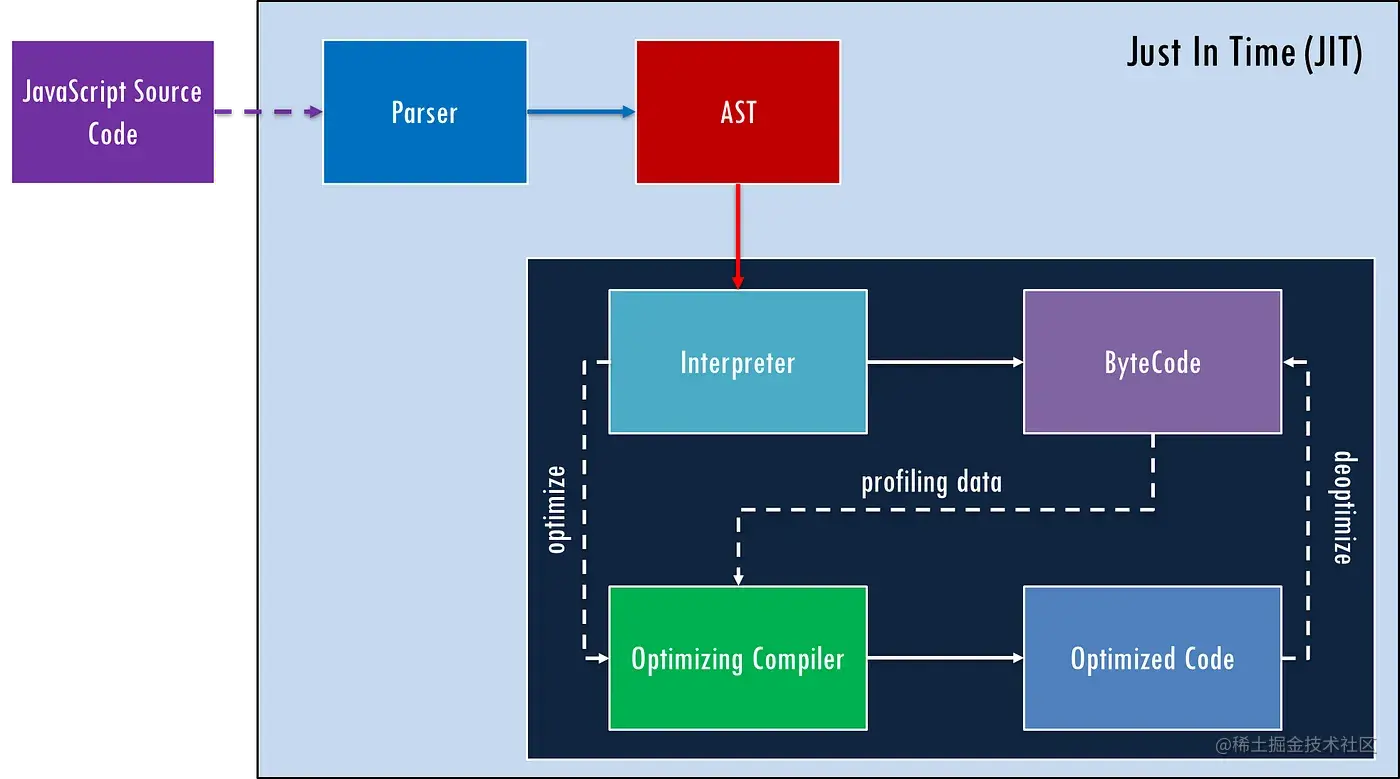 Just In Time (JIT)
JavaScript Source
Code
Parser
AST
Interpreter
ByteCode
optimize
profiling data
deoptimize
Optimizing Compiler
Optimized Code
@稀土掘金技术社区